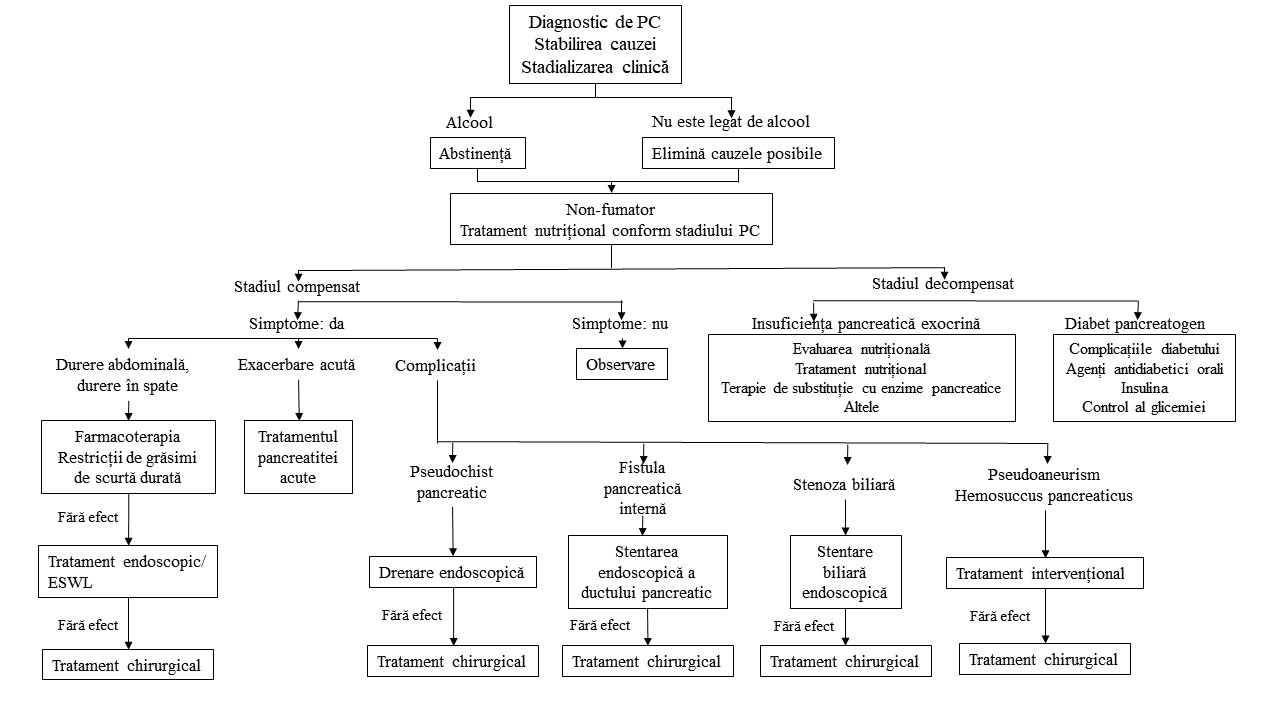 Diagnostic de PC
Stabilirea cauzei
Stadializarea clinică
Alcool
Nu este legat de alcool
Abstinență
Elimină cauzele posibile
Non-fumator
Tratament nutrițional conform stadiului PC
Stadiul compensat
Stadiul decompensat
Simptome: da
Simptome: nu
Insuficiența pancreatică exocrină
Diabet pancreatogen
Durere abdominală,
durere în spate
Exacerbare acută
Complicații
Observare
Evaluarea nutrițională
Tratament nutrițional
Terapie de substituție cu enzime pancreatice
Altele
Complicațiile diabetului
Agenți antidiabetici orali
Insulina
Control al glicemiei
Farmacoterapia
Restricții de grăsimi
de scurtă durată
Tratamentul
pancreatitei
acute
Pseudochist
pancreatic
Fistula
pancreatică
internă
Stenoza biliară
Pseudoaneurism
Hemosuccus pancreaticus
Fără efect
Tratament endoscopic/
ESWL
Drenare endoscopică
Stentarea
endoscopică a
ductului pancreatic
Stentare
biliară
endoscopică
Tratament intervențional
Fără efect
Fără efect
Fără efect
Fără efect
Fără efect
Tratament chirurgical
Tratament chirurgical
Tratament chirurgical
Tratament chirurgical
Tratament chirurgical